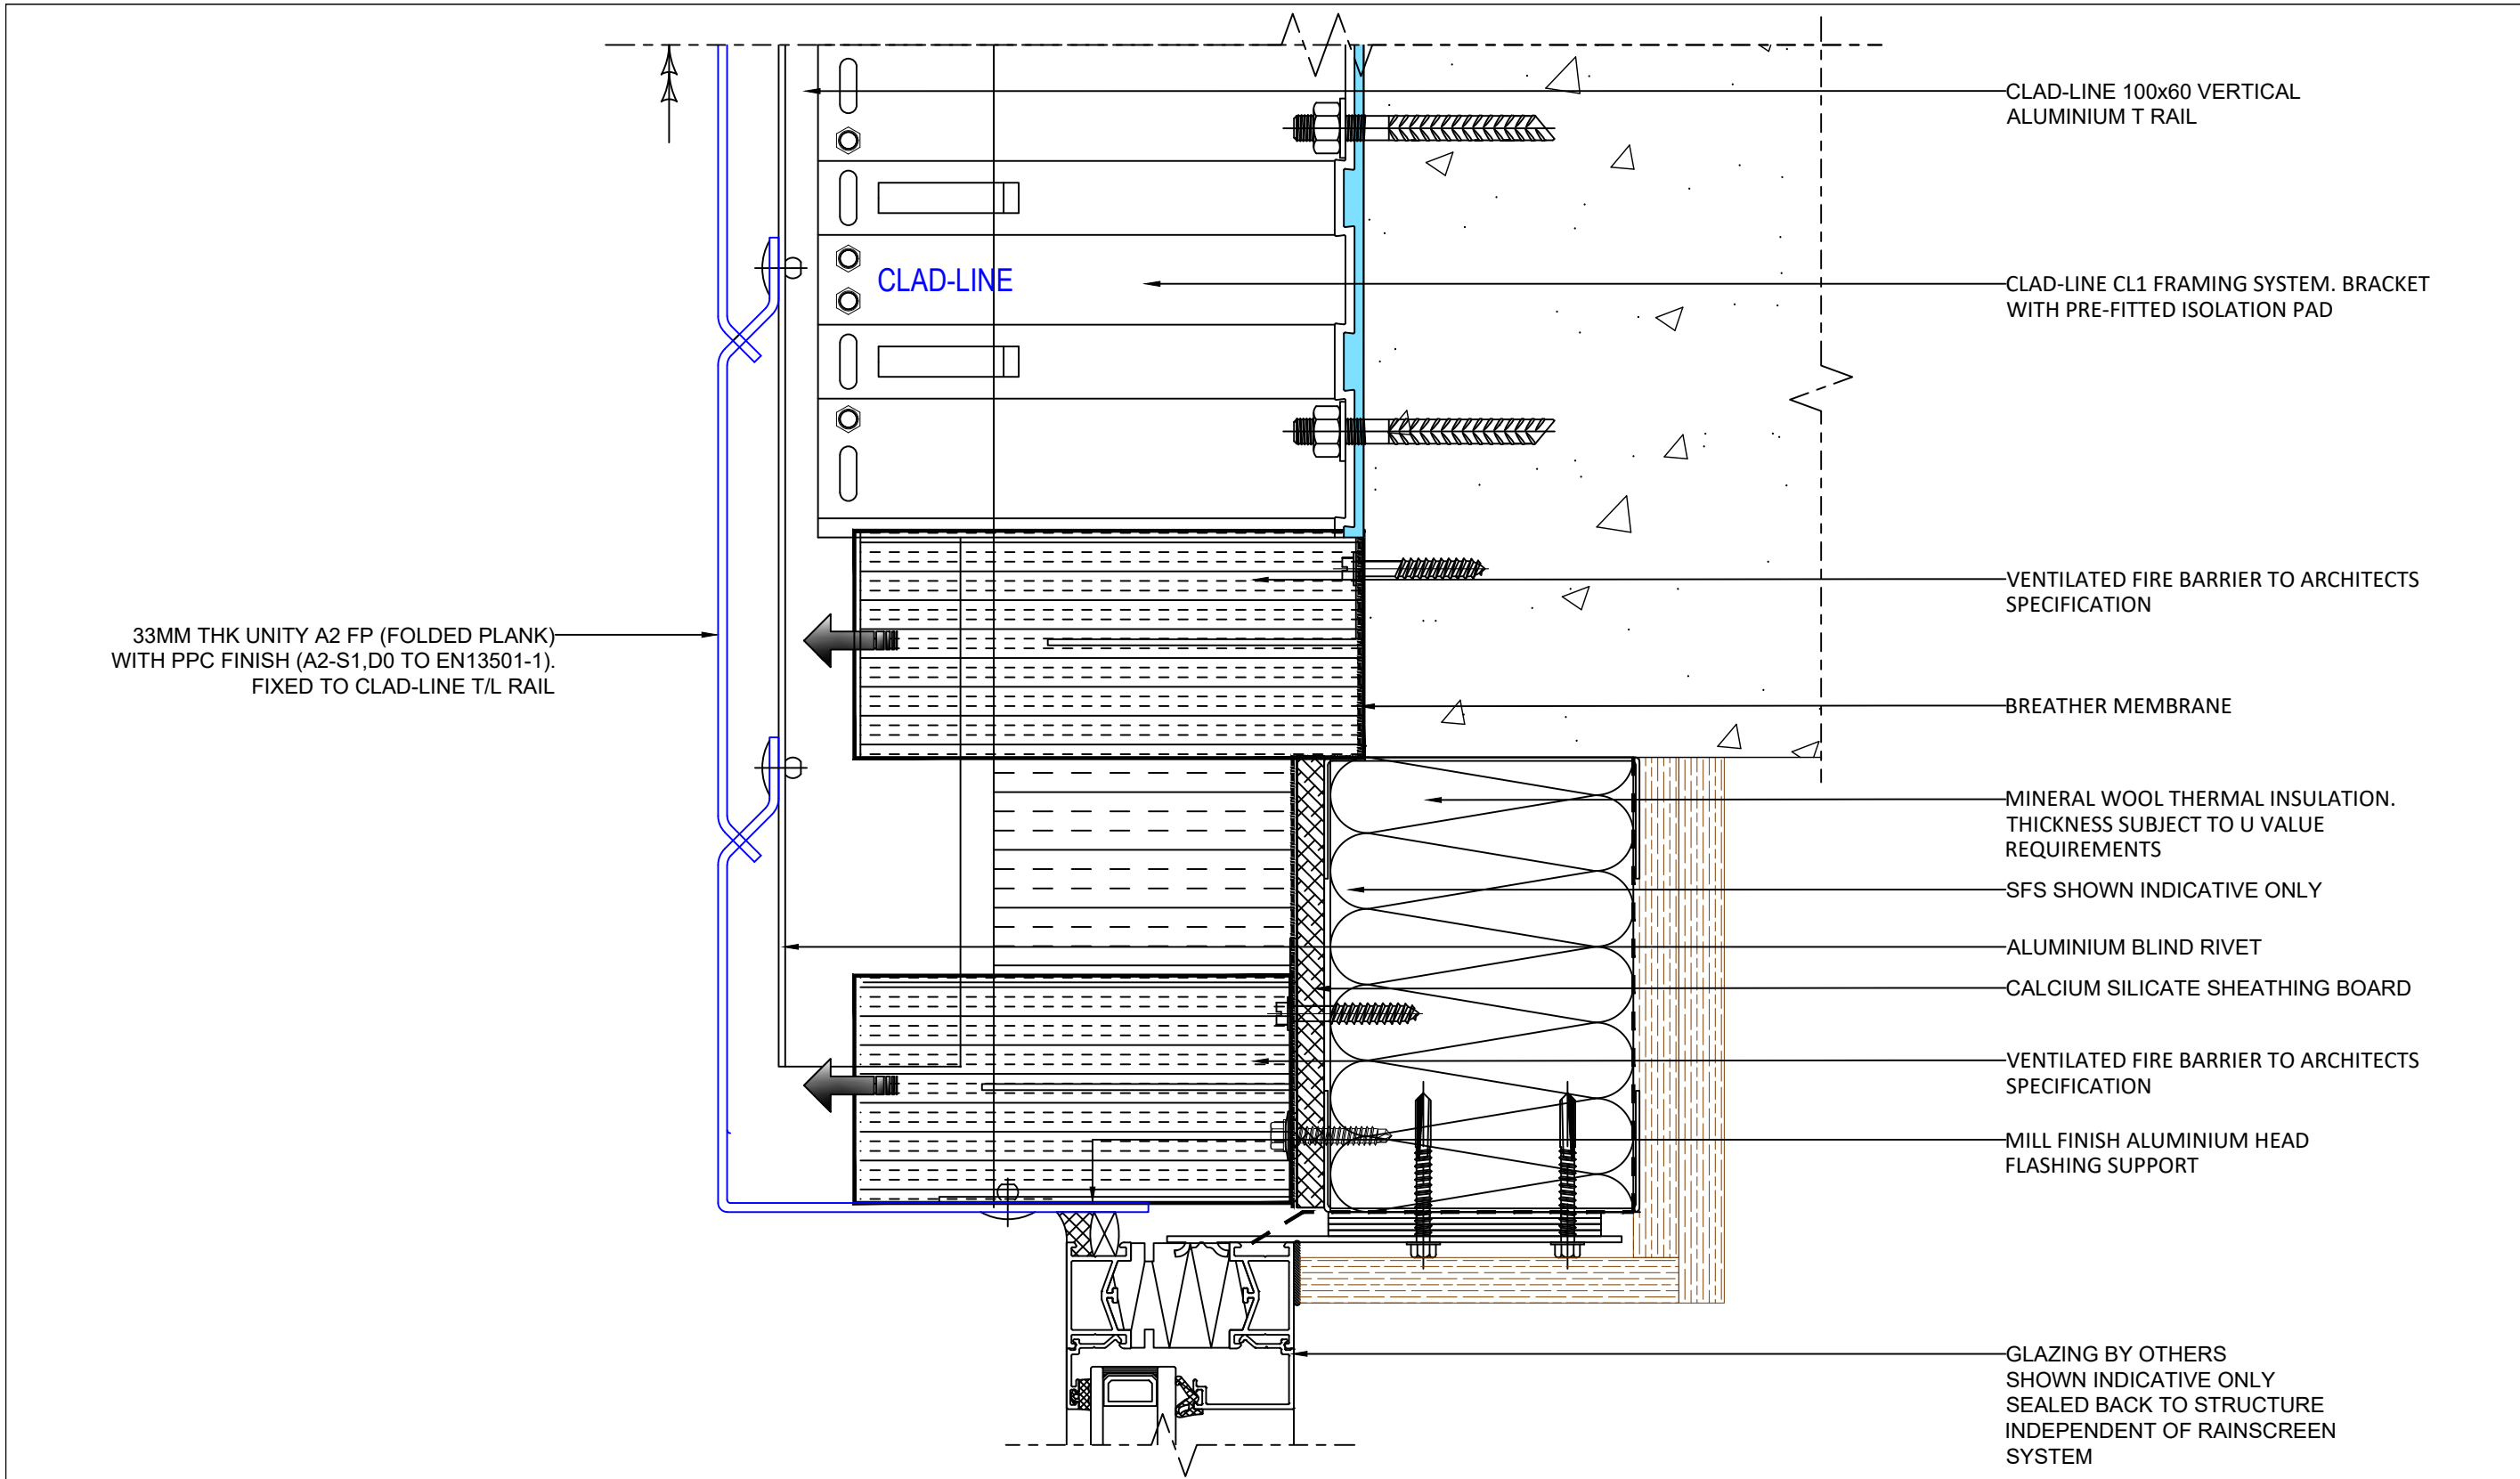 CLAD-LINE 100x60 VERTICAL
ALUMINIUM T RAIL
CLAD-LINE
CLAD-LINE CL1 FRAMING SYSTEM. BRACKET
WITH PRE-FITTED ISOLATION PAD
VENTILATED FIRE BARRIER TO ARCHITECTS
SPECIFICATION
33MM THK UNITY A2 FP (FOLDED PLANK)
WITH PPC FINISH (A2-S1,D0 TO EN13501-1).
FIXED TO CLAD-LINE T/L RAIL
BREATHER MEMBRANE
MINERAL WOOL THERMAL INSULATION.
THICKNESS SUBJECT TO U VALUE
REQUIREMENTS
SFS SHOWN INDICATIVE ONLY
ALUMINIUM BLIND RIVET
CALCIUM SILICATE SHEATHING BOARD
VENTILATED FIRE BARRIER TO ARCHITECTS
SPECIFICATION
MILL FINISH ALUMINIUM HEAD
FLASHING SUPPORT
GLAZING BY OTHERS
SHOWN INDICATIVE ONLY
SEALED BACK TO STRUCTURE
INDEPENDENT OF RAINSCREEN
SYSTEM